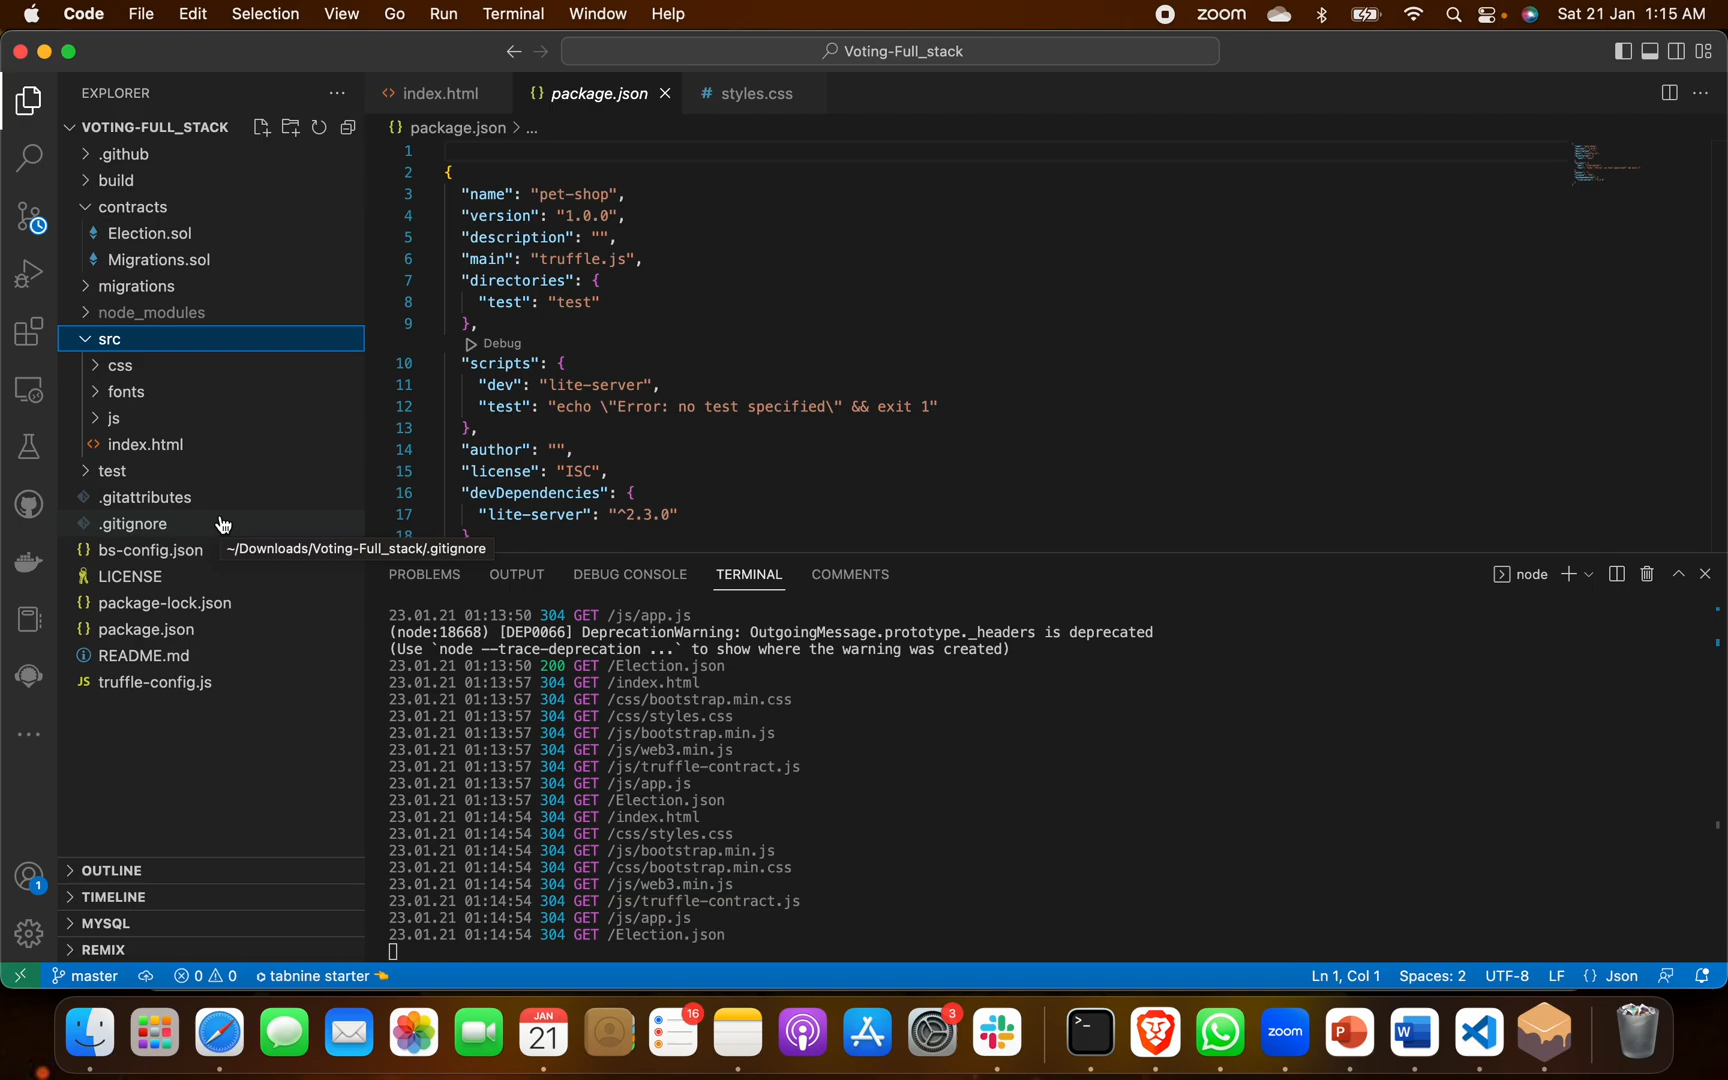 Code File Edit Selection View Go Run Terminal Window Help
zoom
Sat 21 Jan 1:15 AM
Voting-Full_stack
EXPLORER
index.html
{} package.json
# styles.css
VOTING-FULL_STACK
{} package.json > ...
.github
build
contracts
Election.sol
Migrations.sol
migrations
node_modules
src
css
fonts
js
index.html
test
.gitattributes
.gitignore
{} bs-config.json
~/Downloads/Voting-Full_stack/.gitignore
LICENSE
{} package-lock.json
{} package.json
README.md
JS truffle-config.js
OUTLINE
TIMELINE
MYSQL
REMIX
1
2 {
3 "name": "pet-shop",
4 "version": "1.0.0",
5 "description": "",
6 "main": "truffle.js",
7 "directories": {
8 "test": "test"
9 },
Debug
10 "scripts": {
11 "dev": "lite-server",
12 "test": "echo \"Error: no test specified\" && exit 1"
13 },
14 "author": "",
15 "license": "ISC",
16 "devDependencies": {
17 "lite-server": "^2.3.0"
18 }
PROBLEMS OUTPUT DEBUG CONSOLE TERMINAL COMMENTS
node
23.01.21 01:13:50 304 GET /js/app.js
(node:18668) [DEP0066] DeprecationWarning: OutgoingMessage.prototype._headers is deprecated
(Use `node --trace-deprecation ...` to show where the warning was created)
23.01.21 01:13:50 200 GET /Election.json
23.01.21 01:13:57 304 GET /index.html
23.01.21 01:13:57 304 GET /css/bootstrap.min.css
23.01.21 01:13:57 304 GET /css/styles.css
23.01.21 01:13:57 304 GET /js/bootstrap.min.js
23.01.21 01:13:57 304 GET /js/web3.min.js
23.01.21 01:13:57 304 GET /js/truffle-contract.js
23.01.21 01:13:57 304 GET /js/app.js
23.01.21 01:13:57 304 GET /Election.json
23.01.21 01:14:54 304 GET /index.html
23.01.21 01:14:54 304 GET /css/styles.css
23.01.21 01:14:54 304 GET /js/bootstrap.min.js
23.01.21 01:14:54 304 GET /css/bootstrap.min.css
23.01.21 01:14:54 304 GET /js/web3.min.js
23.01.21 01:14:54 304 GET /js/truffle-contract.js
23.01.21 01:14:54 304 GET /js/app.js
23.01.21 01:14:54 304 GET /Election.json
1
master
0 0
tabnine starter
Ln 1, Col 1 Spaces: 2 UTF-8 LF {} Json
JAN
21
16
3
zoom
P
W